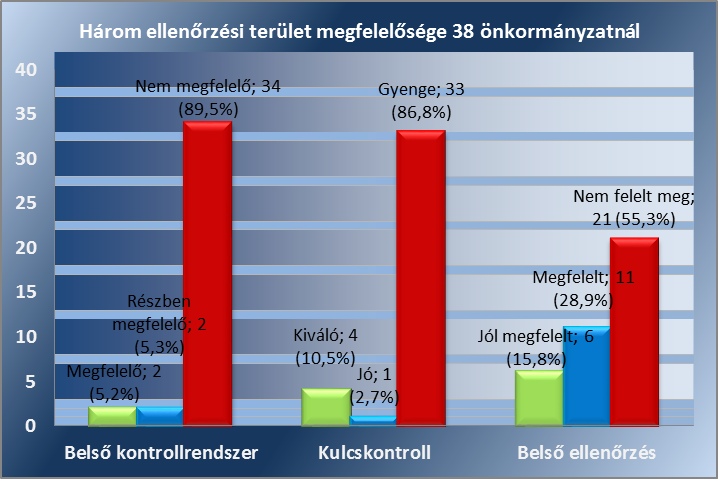 Három ellenőrzési terület megfelelősége 38 önkormányzatnál
40
35
30
25
20
15
10
5
0
Nem megfelelő; 34
(89,5%)
Részben
megfelelő; 2
(5,3%)
Megfelelő; 2
(5,2%)
Gyenge; 33
(86,8%)
Kiváló; 4
(10,5%)
Jó; 1
(2,7%)
Nem felelt meg;
21 (55,3%)
Megfelelt; 11
(28,9%)
Jól megfelelt; 6
(15,8%)
Belső kontrollrendszer
Kulcskontroll
Belső ellenőrzés